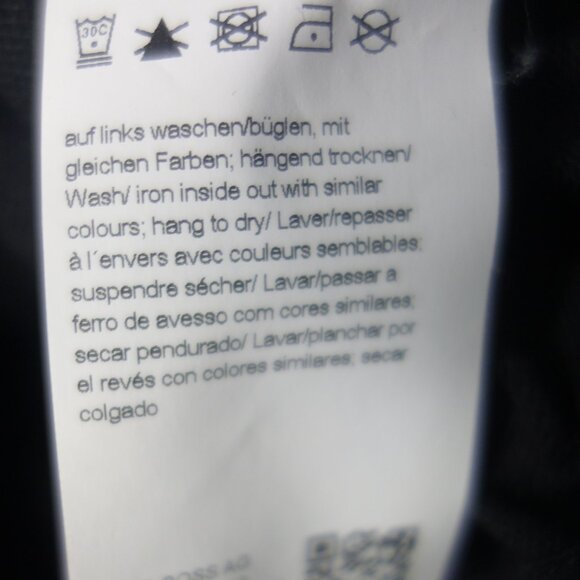 30C
auf links waschen/büglen, mit
gleichen Farben; hängend trocknen/
Wash/ iron inside out with similar
colours; hang to dry/ Laver/repasser
à l´envers avec couleurs semblables;
suspendre sécher/ Lavar/passar a
ferro de avesso com cores similares;
secar pendurado/ Lavar/planchar por
el revés con colores similares; secar
colgado
AG